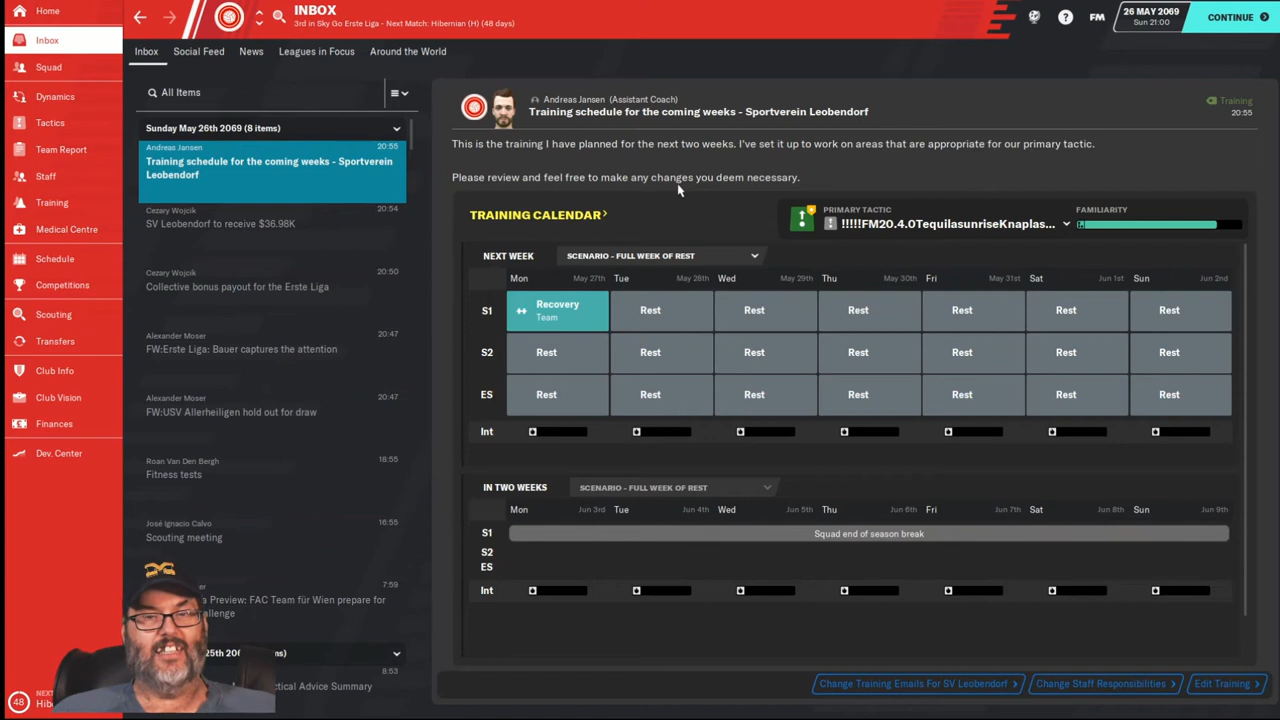 Home
INBOX
3rd in Sky Go Erste Liga - Next Match: Hibernian (H) (48 days)
FM
26 MAY 2069
Sun 21:00
CONTINUE
Inbox
Squad
Dynamics
Tactics
Team Report
Staff
Training
Medical Centre
Schedule
Competitions
Scouting
Transfers
Club Info
Club Vision
Finances
Dev. Center
NEX
48
Hib
Inbox
Social Feed
News
Leagues in Focus
Around the World
All Items
Sunday May 26th 2069 (8 items)
Andreas Jansen
20:55
Training schedule for the coming weeks - Sportverein
Leobendorf
Cezary Wojcik
20:54
SV Leobendorf to receive $36.98K
Cezary Wojcik
20:50
Collective bonus payout for the Erste Liga
Alexander Moser
20:47
FW:Erste Liga: Bauer captures the attention
Alexander Moser
20:47
FW:USV Allerheiligen hold out for draw
Roan Van Den Bergh
18:55
Fitness tests
José Ignacio Calvo
16:55
Scouting meeting
er
7:59
a Preview: FAC Team für Wien prepare for
allenge
8:53
ctical Advice Summary
Andreas Jansen (Assistant Coach)
Training schedule for the coming weeks - Sportverein Leobendorf
Training
20:55
This is the training I have planned for the next two weeks. I've set it up to work on areas that are appropriate for our primary tactic.
Please review and feel free to make any changes you deem necessary.
TRAINING CALENDAR
PRIMARY TACTIC
!!!!!FM20.4.0TequilasunriseKnaplas...
FAMILIARITY
NEXT WEEK
SCENARIO - FULL WEEK OF REST
Mon May 27th Tue May 28th Wed May 29th Thu May 30th Fri May 31st Sat Jun 1st Sun Jun 2nd
S1 Recovery Rest Rest Rest Rest Rest Rest
Team
S2 Rest Rest Rest Rest Rest Rest Rest
ES Rest Rest Rest Rest Rest Rest Rest
Int
IN TWO WEEKS
SCENARIO - FULL WEEK OF REST
Mon Jun 3rd Tue Jun 4th Wed Jun 5th Thu Jun 6th Fri Jun 7th Sat Jun 8th Sun Jun 9th
S1 Squad end of season break
S2
ES
Int
Change Training Emails For SV Leobendorf
Change Staff Responsibilities
Edit Training